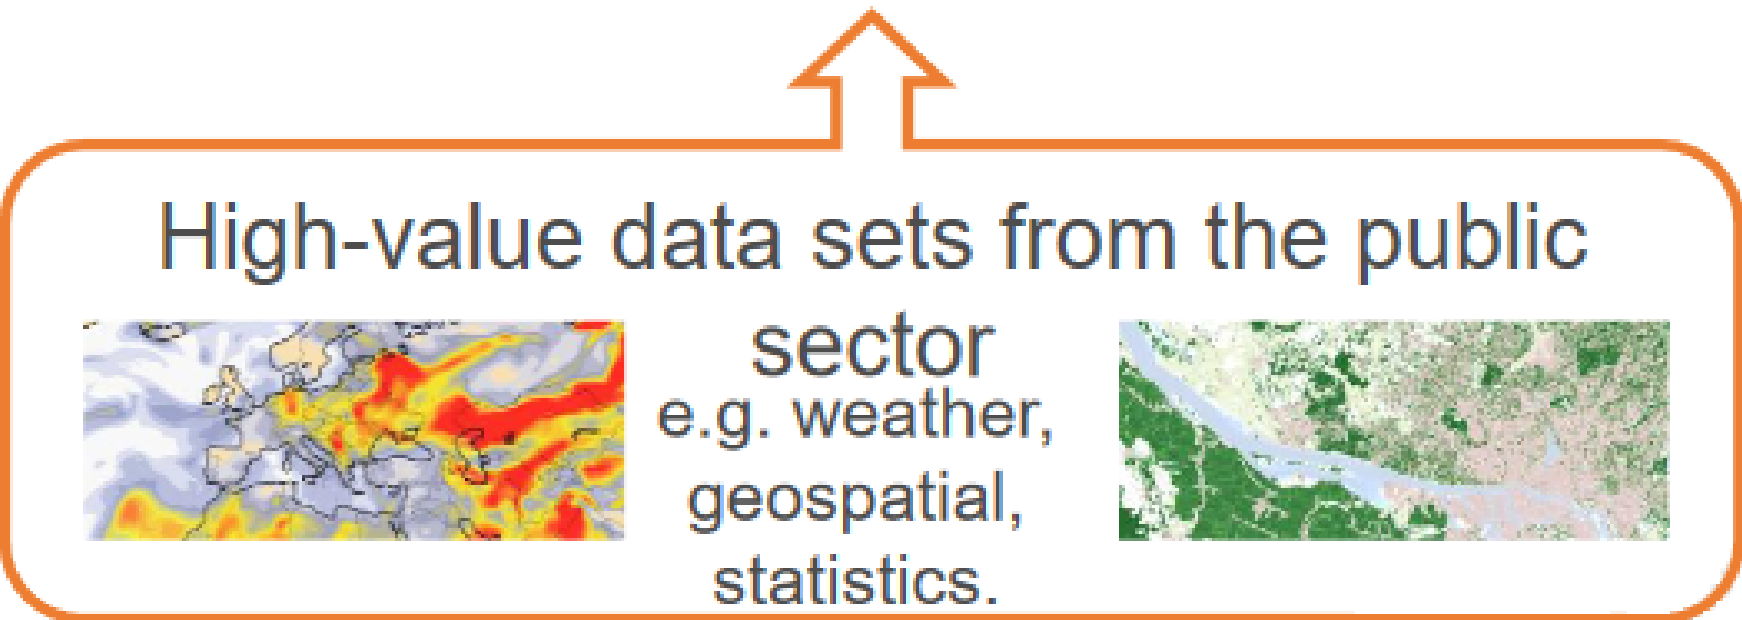 High-value data sets from the public
sector
e.g. weather,
geospatial,
statistics.